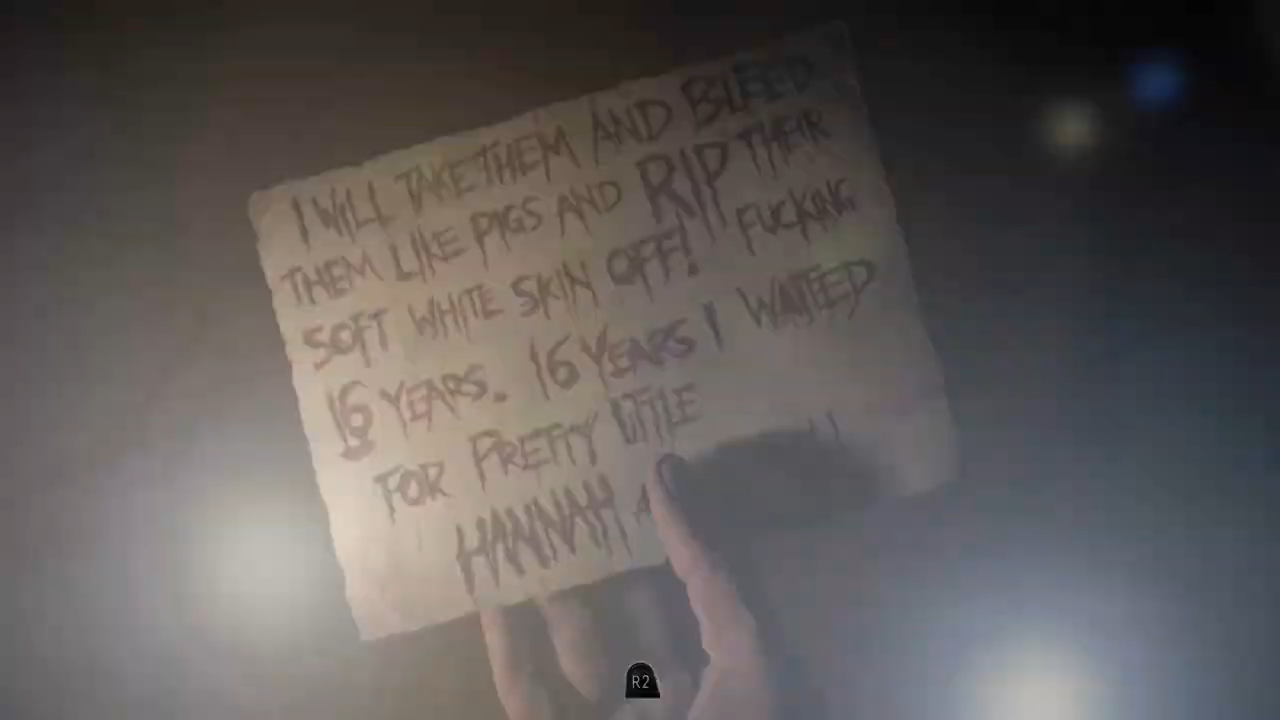 I WILL TAKE THEM AND BLEED
THEM LIKE PIGS AND RIP THEIR
SOFT WHITE SKIN OFF! FUCKING
16 YEARS. 16 YEARS I WAITEED
FOR PRETTY LITTLE
HANNAH
R2